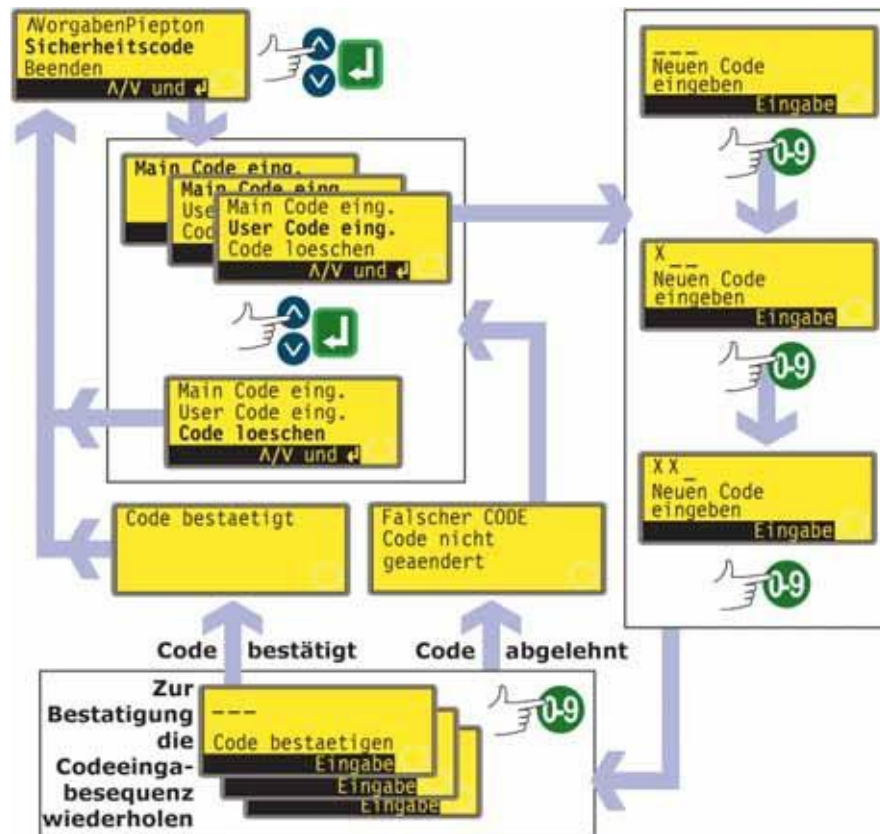 ΛVorgabenPiepton
Sicherheitscode
Beenden
Λ/V und ↲
Main Code eing.
Main Code eing
Use
Cod
Main Code eing.
User Code eing.
Code loeschen
Λ/V und ↲
Main Code eing.
User Code eing.
Code loeschen
Λ/V und ↲
_ _ _
Neuen Code
eingeben
Eingabe
0-9
X _ _
Neuen Code
eingeben
Eingabe
0-9
X X _
Neuen Code
eingeben
Eingabe
0-9
Code bestaetigt
Falscher CODE
Code nicht
geaendert
Code bestätigt
Code abgelehnt
Zur
Bestatigung
die
Codeeinga-
besequenz
wiederholen
_ _ _
Code bestaetigen
Eingabe
Eingabe
Eingabe
0-9